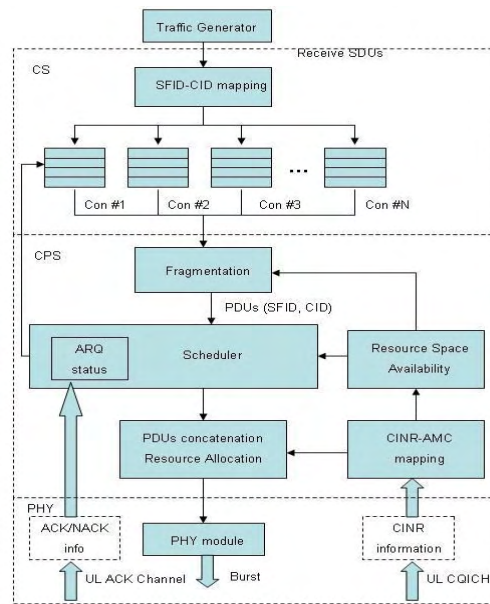 Traffic Generator
Receive SDUs
CS
SFID-CID mapping
...
Con #1
Con #2
Con #3
Con #N
CPS
Fragmentation
PDUs (SFID, CID)
ARQ
status
Scheduler
Resource Space
Availability
PDUs concatenation
Resource Allocation
CINR-AMC
mapping
PHY
ACK/NACK
info
PHY module
CINR
information
UL ACK Channel
Burst
UL CQICH